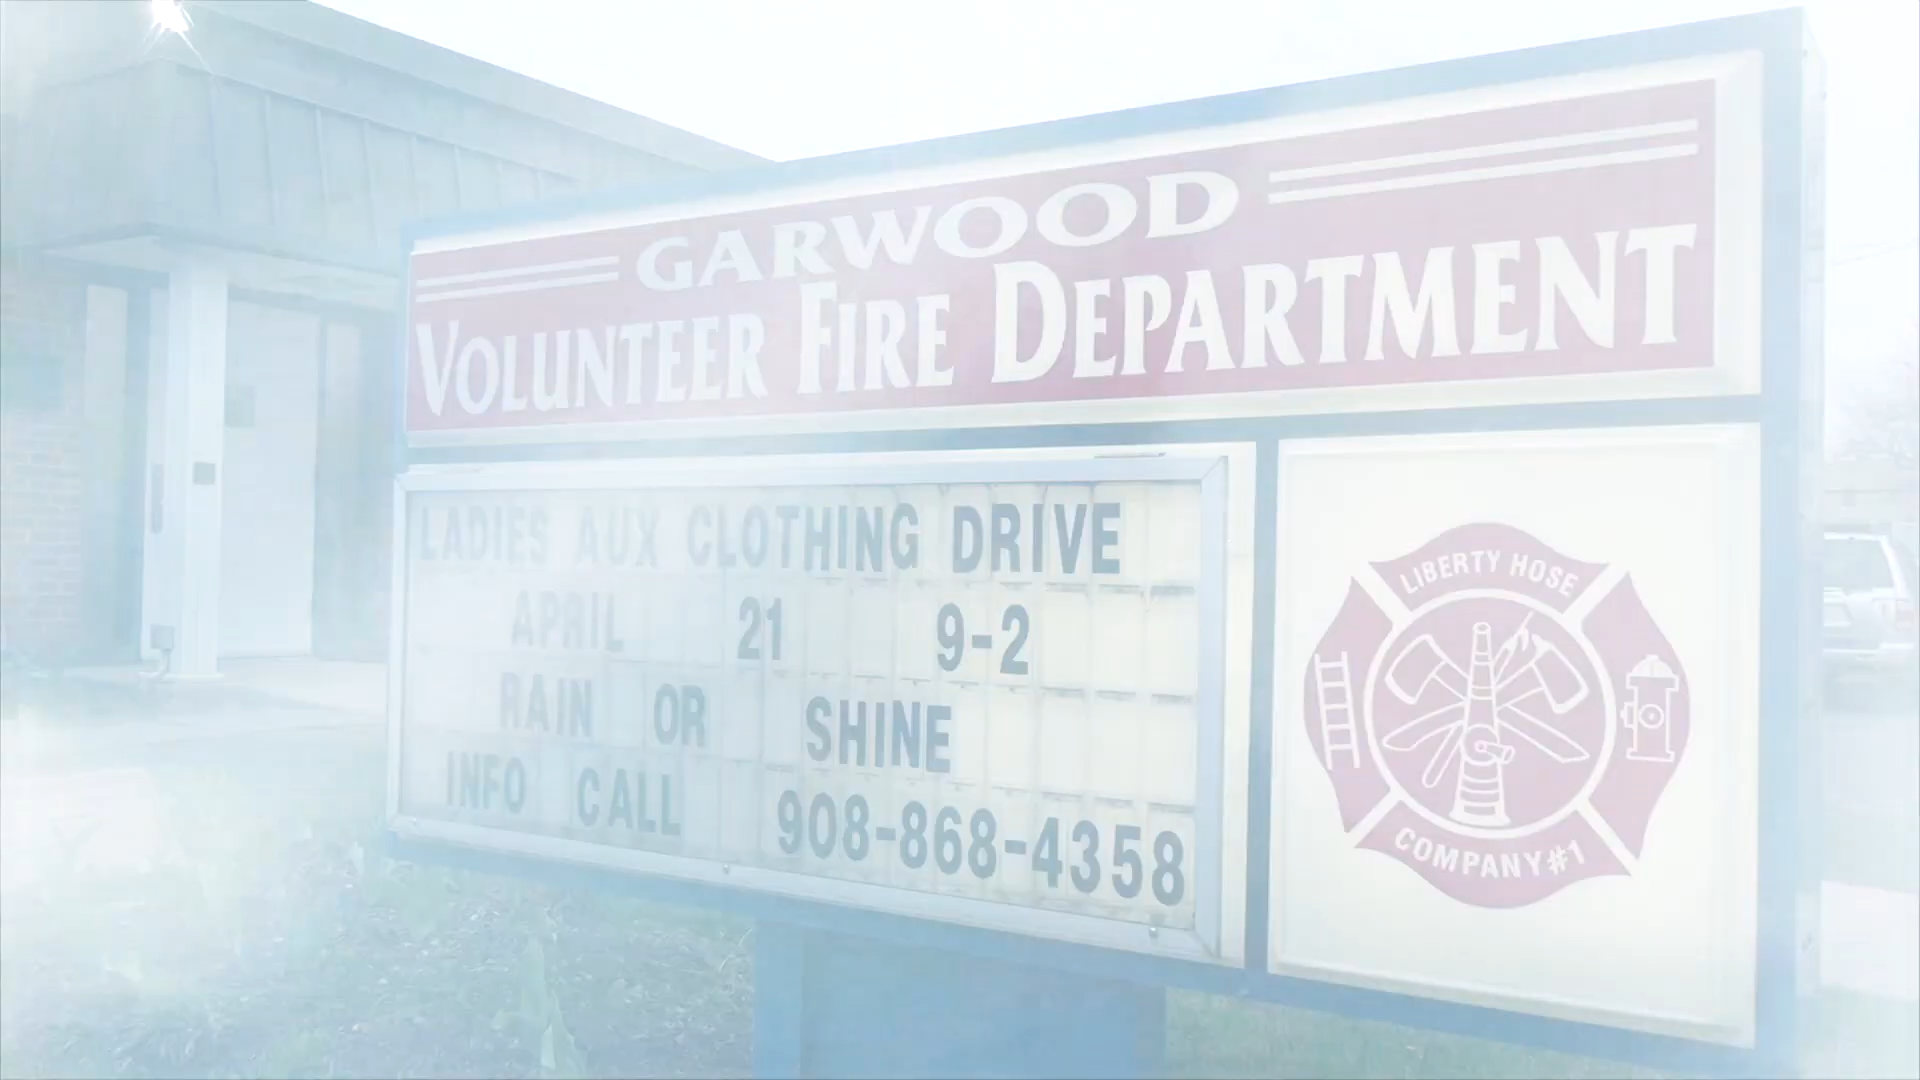 GARWOOD
VOLUNTEER FIRE DEPARTMENT
LADIES AUX CLOTHING DRIVE
APRIL 21 9-2
RAIN OR SHINE
INFO CALL 908-868-4358
LIBERTY HOSE
COMPANY #1